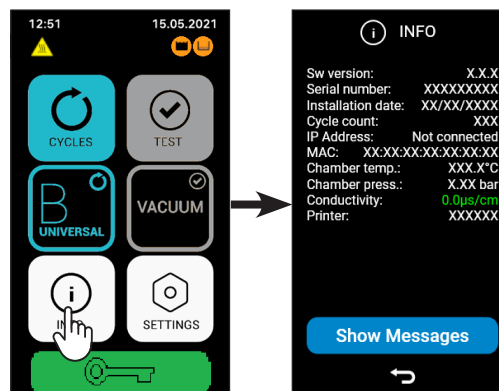 12:51 15.05.2021
CYCLES TEST
B
UNIVERSAL VACUUM
INFO SETTINGS
i INFO
Sw version: X.X.X
Serial number: XXXXXXXXX
Installation date: XX/XX/XXXX
Cycle count: XXX
IP Address: Not connected
MAC: XX:XX:XX:XX:XX:XX:XX
Chamber temp.: XXX.X°C
Chamber press.: X.XX bar
Conductivity: 0.0µs/cm
Printer: XXXXXX
Show Messages